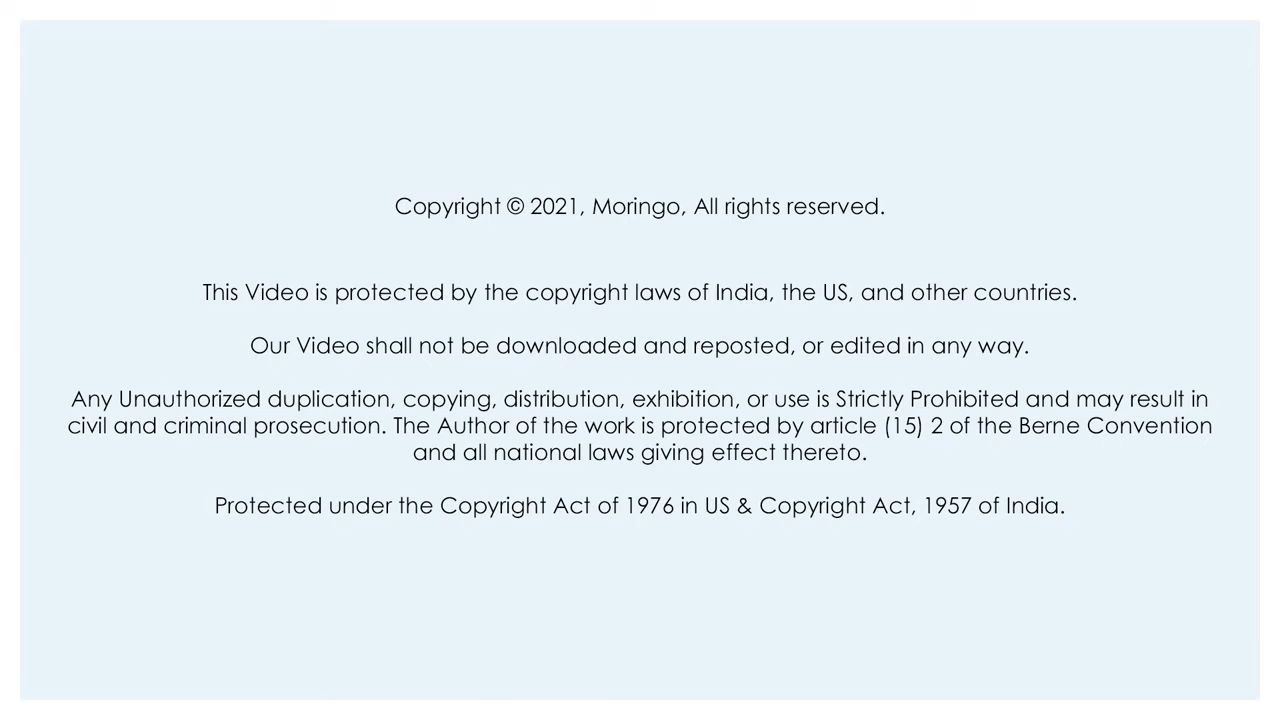 Copyright © 2021, Moringo, All rights reserved.
This Video is protected by the copyright laws of India, the US, and other countries.
Our Video shall not be downloaded and reposted, or edited in any way.
Any Unauthorized duplication, copying, distribution, exhibition, or use is Strictly Prohibited and may result in
civil and criminal prosecution. The Author of the work is protected by article (15) 2 of the Berne Convention
and all national laws giving effect thereto.
Protected under the Copyright Act of 1976 in US & Copyright Act, 1957 of India.